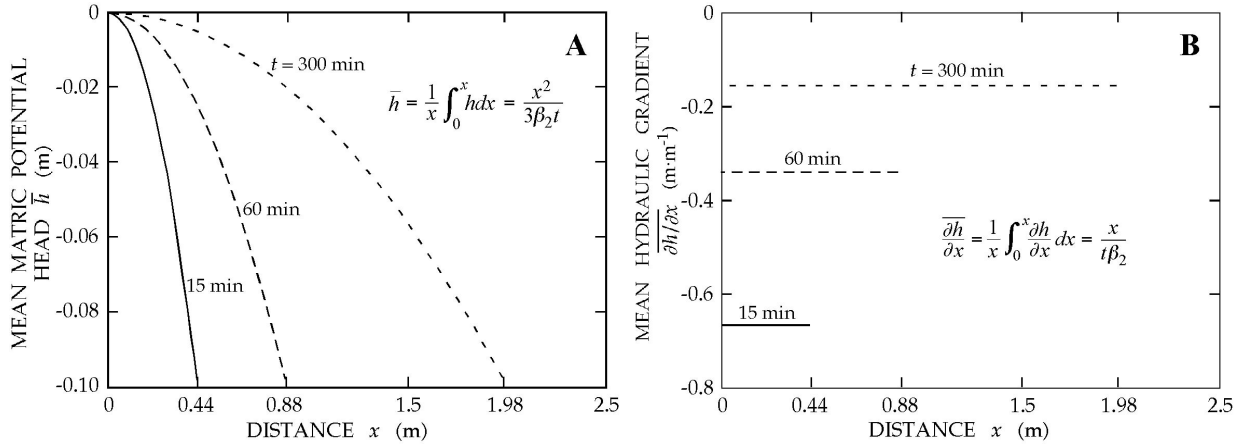 A
MEAN MATRIC POTENTIAL
HEAD h̅ (m)
0
-0.02
-0.04
-0.06
-0.08
-0.10
t = 300 min
h̅ = 1/x ∫₀ˣ hdx = x²/3β₂t
60 min
15 min
0 0.44 0.88 1.5 1.98 2.5
DISTANCE x (m)
B
MEAN HYDRAULIC GRADIENT
∂h/∂x (m·m⁻¹)
0
-0.2
-0.4
-0.6
-0.8
t = 300 min
60 min
∂h/∂x = 1/x ∫₀ˣ ∂h/∂x dx = x/tβ₂
15 min
0 0.44 0.88 1.5 1.98 2.5
DISTANCE x (m)